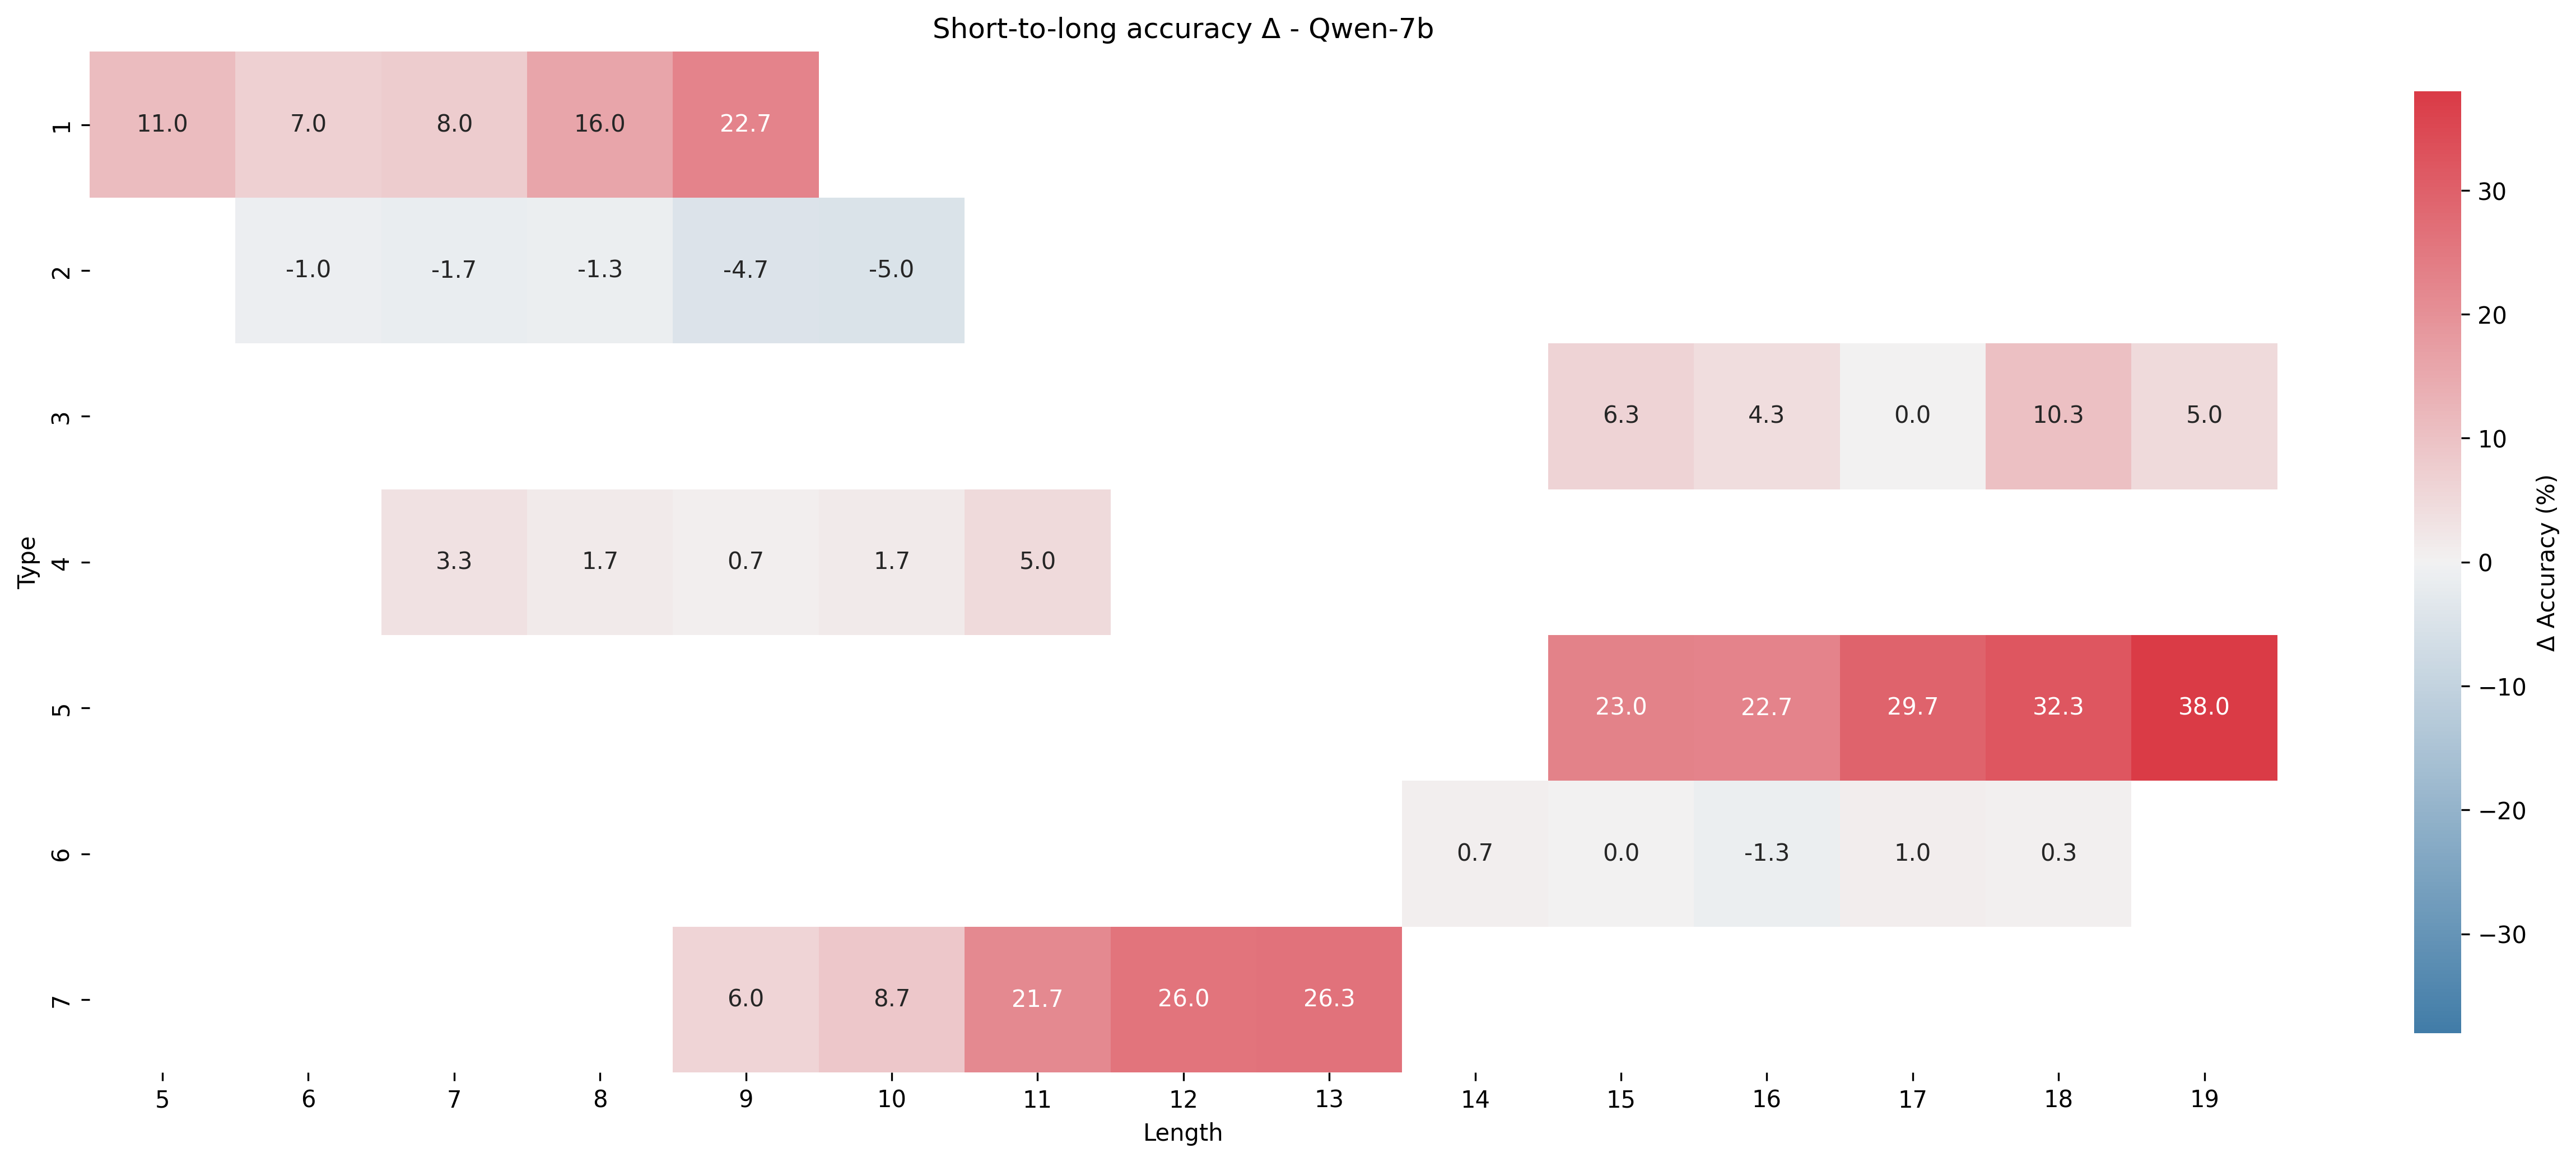 Short-to-long accuracy Δ - Qwen-7b
1 11.0 7.0 8.0 16.0 22.7
2 -1.0 -1.7 -1.3 -4.7 -5.0
3 6.3 4.3 0.0 10.3 5.0
4 3.3 1.7 0.7 1.7 5.0
5 23.0 22.7 29.7 32.3 38.0
6 0.7 0.0 -1.3 1.0 0.3
7 6.0 8.7 21.7 26.0 26.3
Type
5 6 7 8 9 10 11 12 13 14 15 16 17 18 19
Length
30
20
10
0
−10
−20
−30
Δ Accuracy (%)